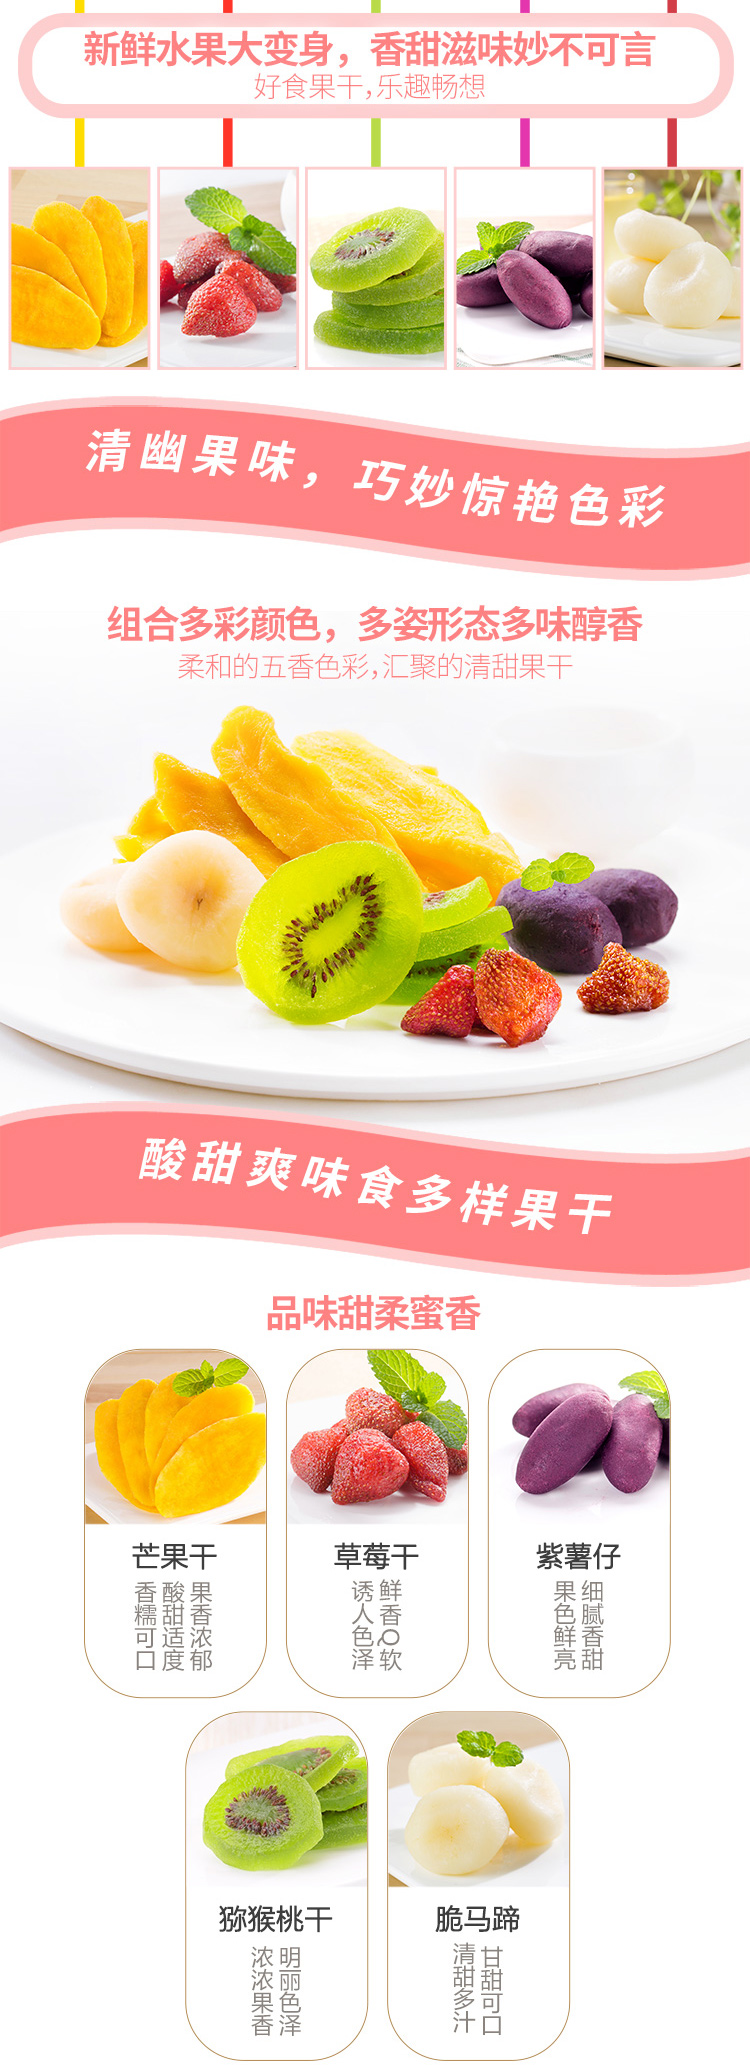 新鲜水果大变身，香甜滋味妙不可言
好食果干,乐趣畅想
清幽果味，巧妙惊艳色彩
组合多彩颜色，多姿形态多味醇香
柔和的五香色彩,汇聚的清甜果干
酸甜爽味食多样果干
品味甜柔蜜香
芒果干
果香浓郁
酸甜适度
香糯可口
草莓干
鲜香Q软
诱人色泽
紫薯仔
细腻香甜
果色鲜亮
猕猴桃干
明丽色泽
浓浓果香
脆马蹄
甘甜可口
清甜多汁